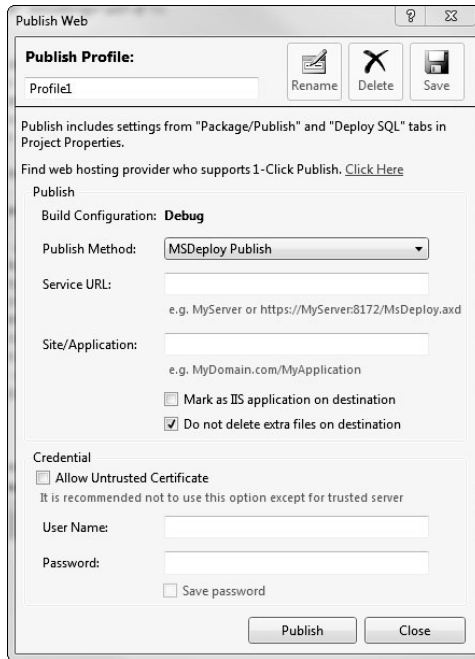 Publish Web
?
Publish Profile:
Profile1
Rename
Delete
Save
Publish includes settings from "Package/Publish" and "Deploy SQL" tabs in
Project Properties.
Find web hosting provider who supports 1-Click Publish. Click Here
Publish
Build Configuration: Debug
Publish Method: MSDeploy Publish
Service URL:
e.g. MyServer or https://MyServer:8172/MsDeploy.axd
Site/Application:
e.g. MyDomain.com/MyApplication
Mark as IIS application on destination
Do not delete extra files on destination
Credential
Allow Untrusted Certificate
It is recommended not to use this option except for trusted server
User Name:
Password:
Save password
Publish
Close